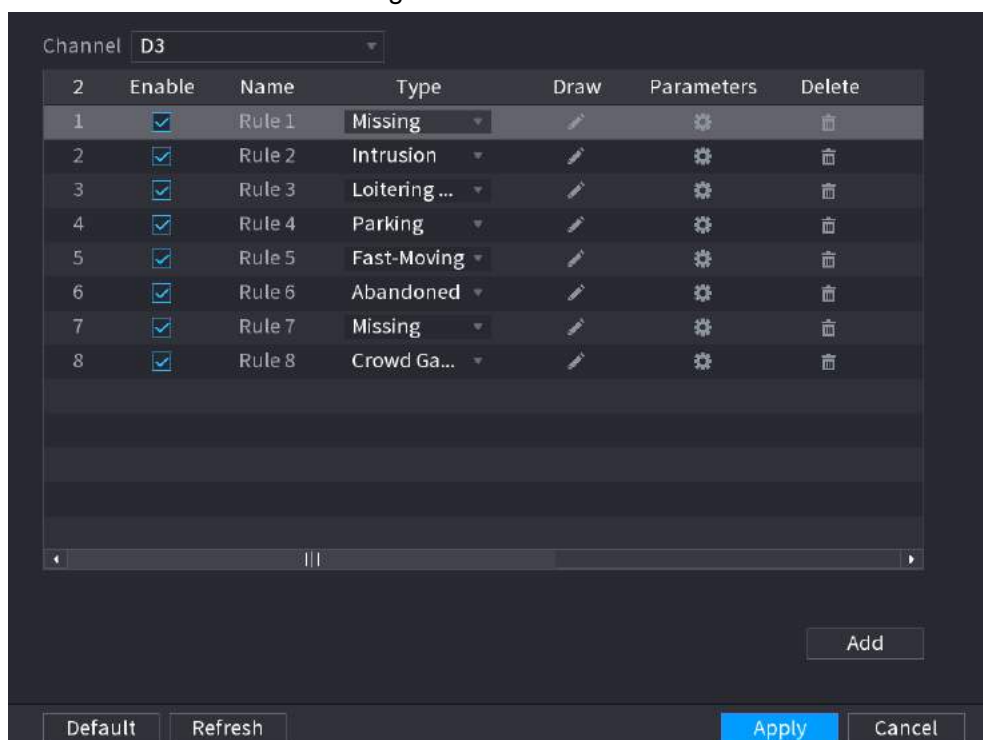 Channel D3
2 Enable Name Type Draw Parameters Delete
1 Rule 1 Missing
2 Rule 2 Intrusion
3 Rule 3 Loitering ...
4 Rule 4 Parking
5 Rule 5 Fast-Moving
6 Rule 6 Abandoned
7 Rule 7 Missing
8 Rule 8 Crowd Ga...
Add
Default Refresh Apply Cancel